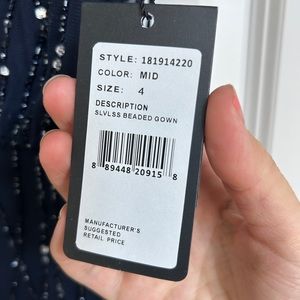 STYLE: 181914220
COLOR: MID
SIZE: 4
DESCRIPTION
SLVLSS BEADED GOWN
8 89448 20915 8
MANUFACTURER'S
SUGGESTED
RETAIL PRICE